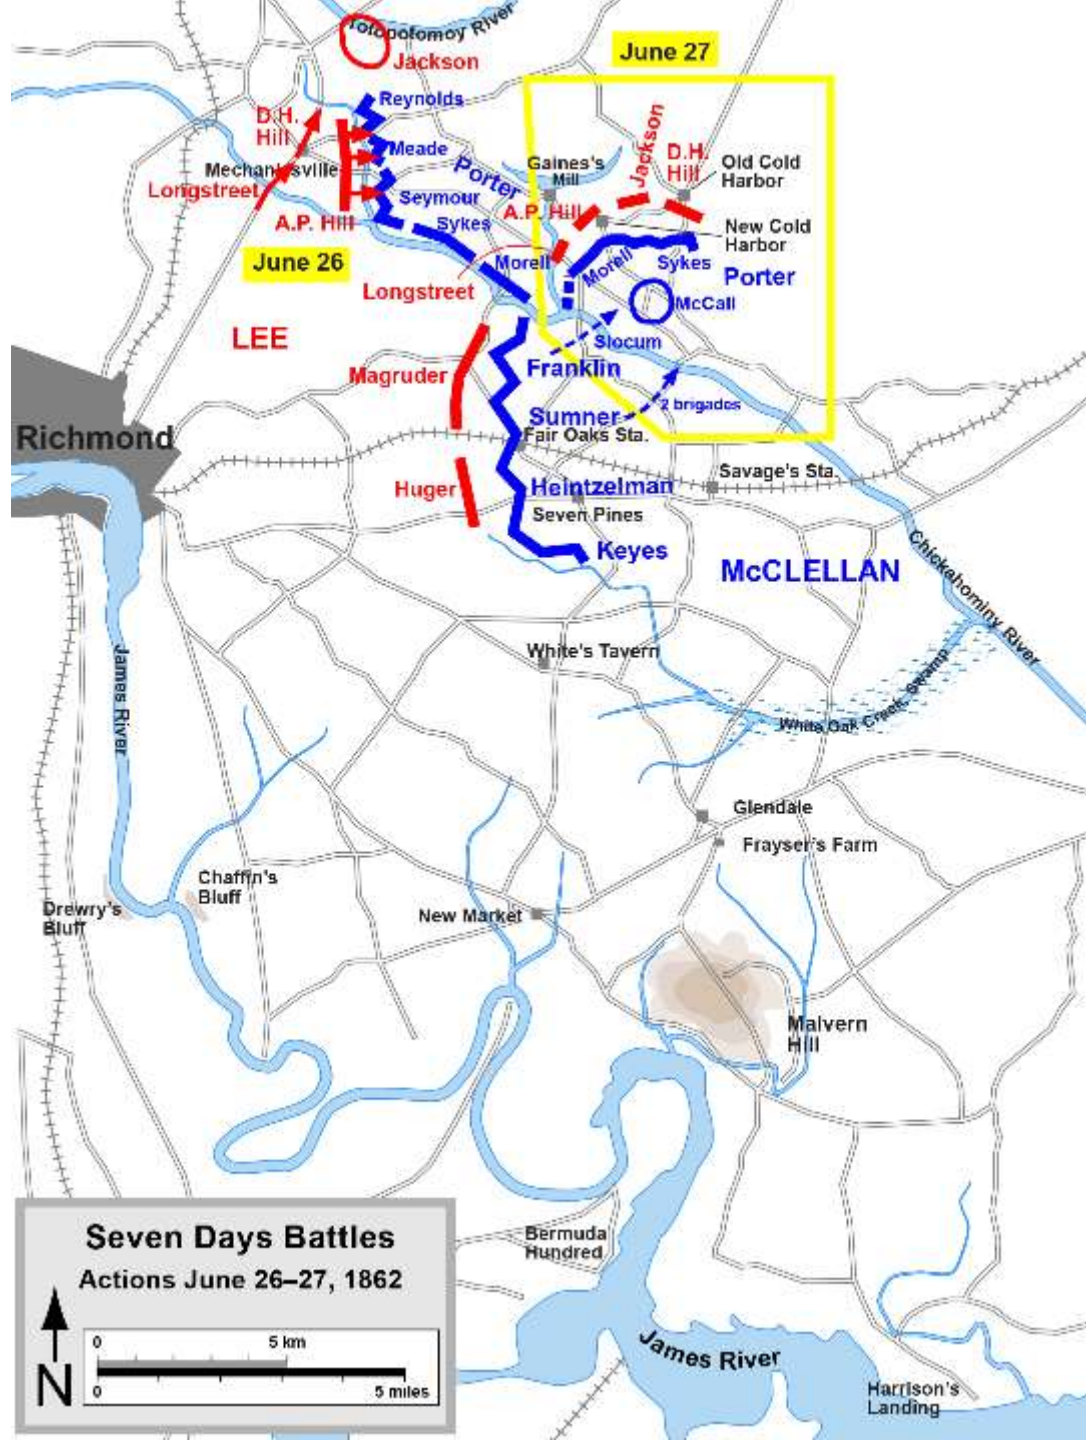 Totopotomoy River
June 27
Jackson
Reynolds
D.H.
Hill
Meade
Mechanicsville
Longstreet
Porter
Seymour
A.P. Hill
Sykes
June 26
Morell
Longstreet
Gaines's
Mill
Jackson
D.H.
Hill
Old Cold
Harbor
A.P. Hill
New Cold
Harbor
Morell
Sykes
Porter
McCall
Slocum
LEE
Magruder
Franklin
Sumner
2 brigades
Fair Oaks Sta.
Richmond
Savage's Sta.
Huger
Heintzelman
Seven Pines
Keyes
McCLELLAN
Chickahominy River
White's Tavern
James River
White Oak Creek, Swamp
Glendale
Frayser's Farm
Chaffin's
Bluff
Drewry's
Bluff
New Market
Malvern
Hill
Bermuda
Hundred
James River
Harrison's
Landing
Seven Days Battles
Actions June 26–27, 1862
0
5 km
0
5 miles
N